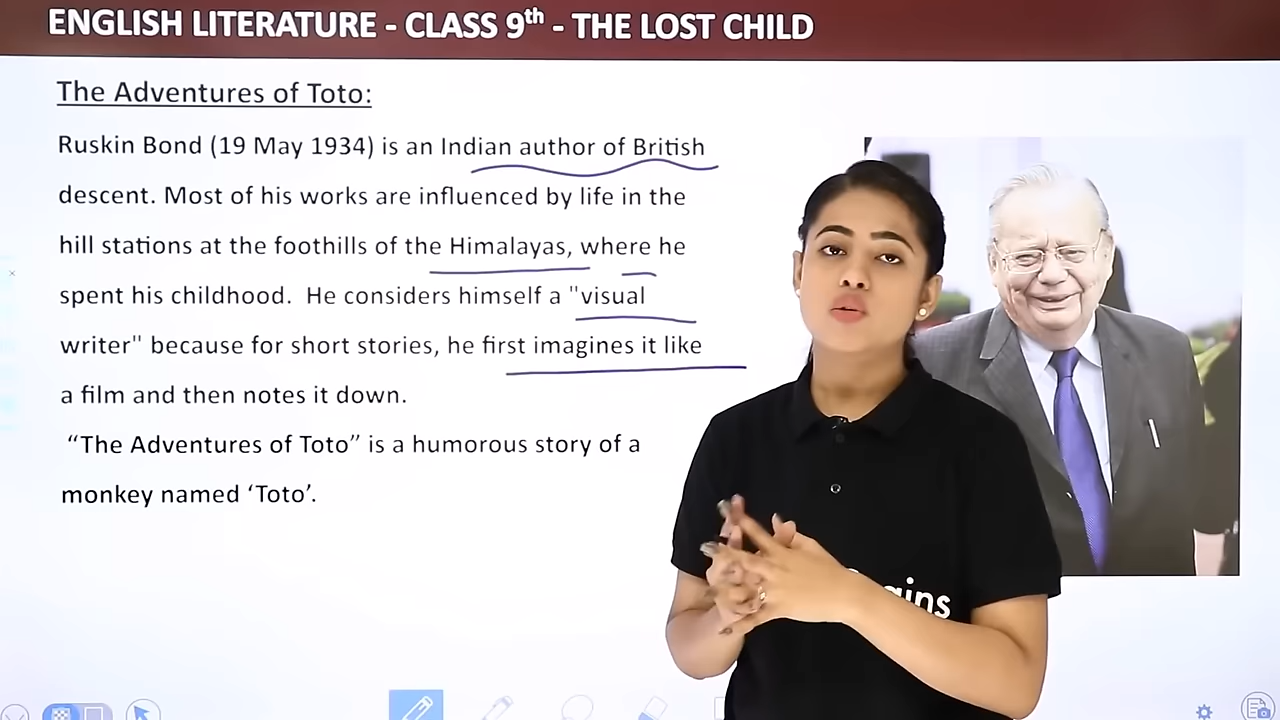 ENGLISH LITERATURE - CLASS 9th - THE LOST CHILD
The Adventures of Toto:
Ruskin Bond (19 May 1934) is an Indian author of British
descent. Most of his works are influenced by life in the
hill stations at the foothills of the Himalayas, where he
spent his childhood. He considers himself a "visual
writer" because for short stories, he first imagines it like
a film and then notes it down.
“The Adventures of Toto” is a humorous story of a
monkey named ‘Toto’.